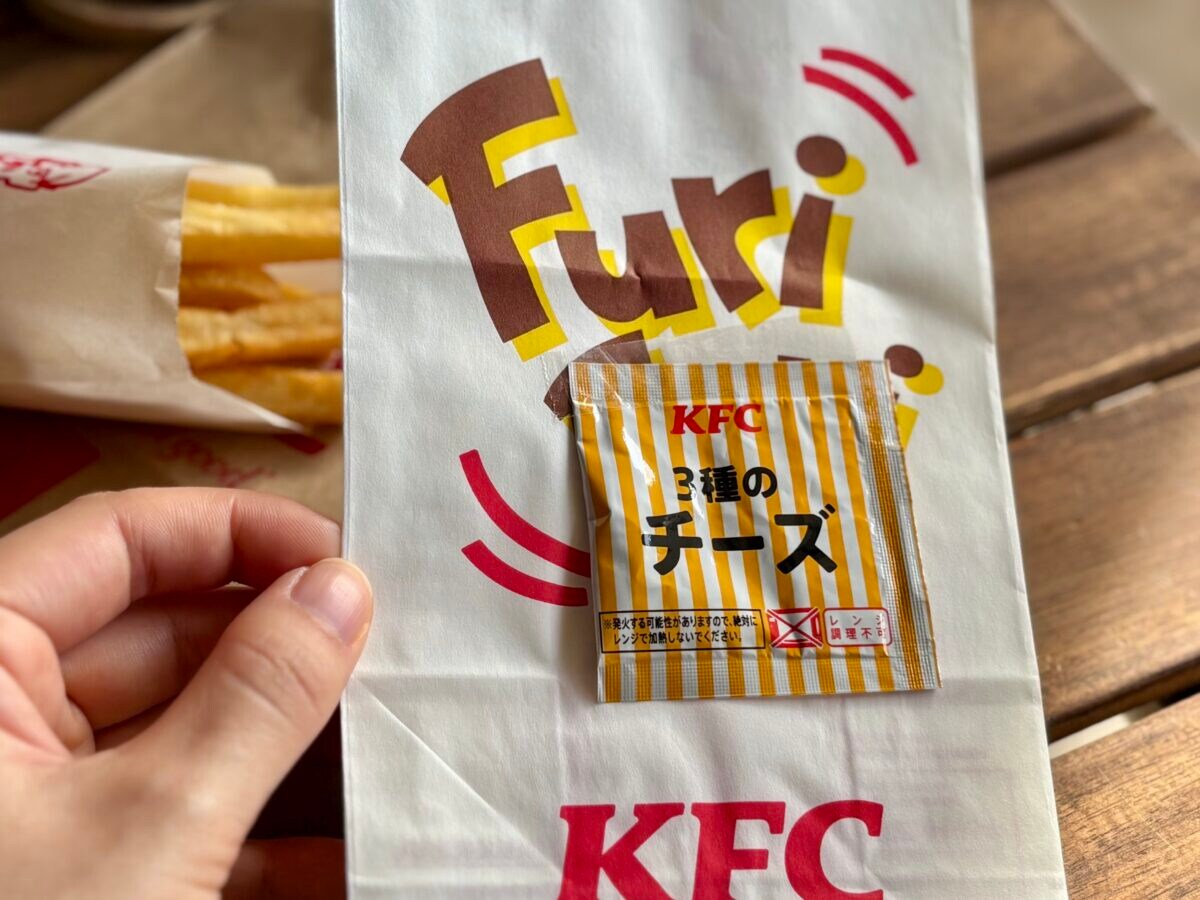 Furi
KFC
3種の
チーズ
※発火する可能性がありますので、絶対に
レンジで加熱しないでください。
レンジ
調理不可
KFC
good"